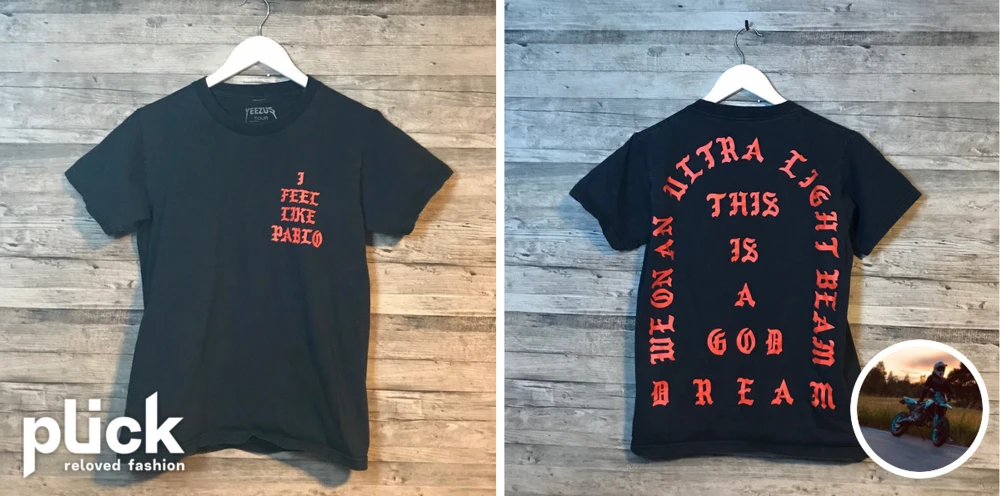 YEEZUS
TOUR
I
FEEL
LIKE
PABLO
plick
reloved fashion
WE ON AN ULTRA LIGHT BEAM
THIS
IS
A
GOD
DREAM